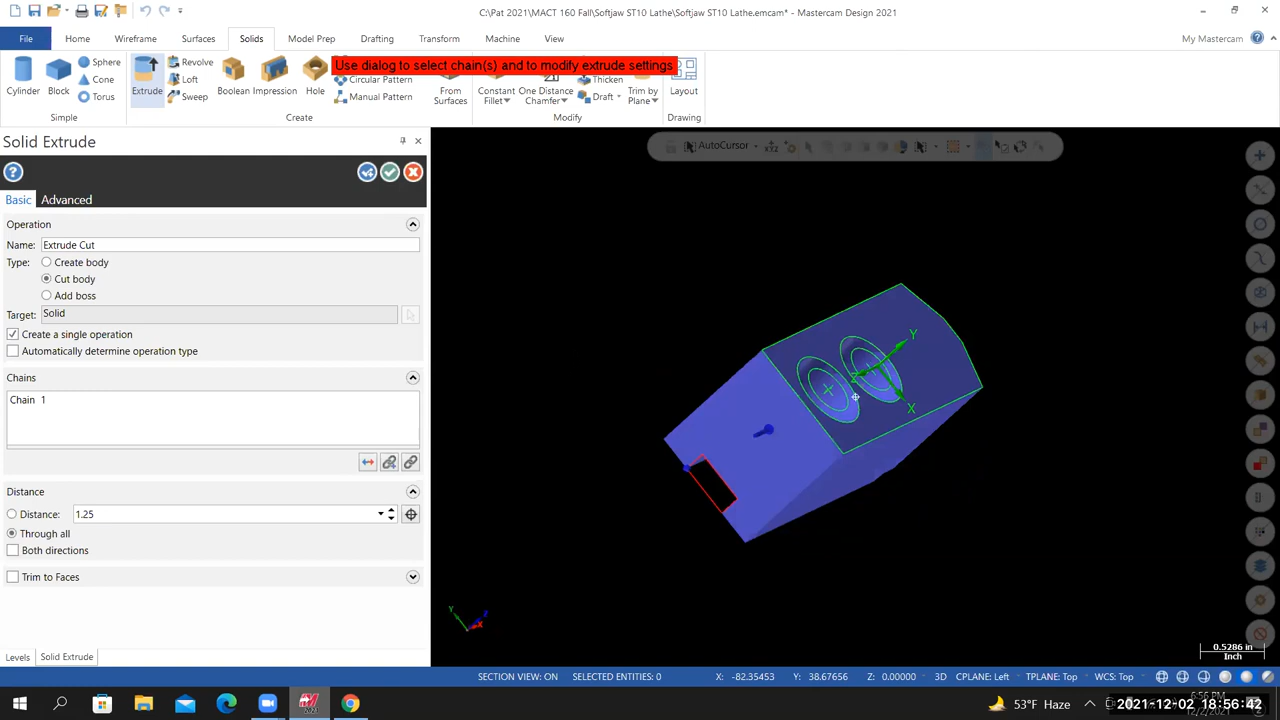 C:\Pat 2021\MACT 160 Fall\Softjaw ST10 Lathe\Softjaw ST10 Lathe.emcam* - Mastercam Design 2021
File Home Wireframe Surfaces Solids Model Prep Drafting Transform Machine View My Mastercam
Use dialog to select chain(s) and to modify extrude settings
Cylinder Block Sphere Cone Torus
Extrude Revolve Loft Sweep Boolean Impression Hole Circular Pattern Manual Pattern From Surfaces
Constant Fillet One Distance Chamfer Thicken Draft Trim by Plane Layout
Simple Create Modify Drawing
Solid Extrude
Basic Advanced
Operation
Name: Extrude Cut
Type: Create body
Cut body
Add boss
Target: Solid
Create a single operation
Automatically determine operation type
Chains
Chain 1
Distance
Distance: 1.25
Through all
Both directions
Trim to Faces
Levels Solid Extrude
AutoCursor
Y
Z
X
Y
X
0.5286 in
Inch
SECTION VIEW: ON SELECTED ENTITIES: 0 X: -82.35453 Y: 38.67656 Z: 0.00000 3D CPLANE: Left TPLANE: Top WCS: Top
53°F Haze
6:56 PM
12/2/2021
2021-12-02 18:56:42